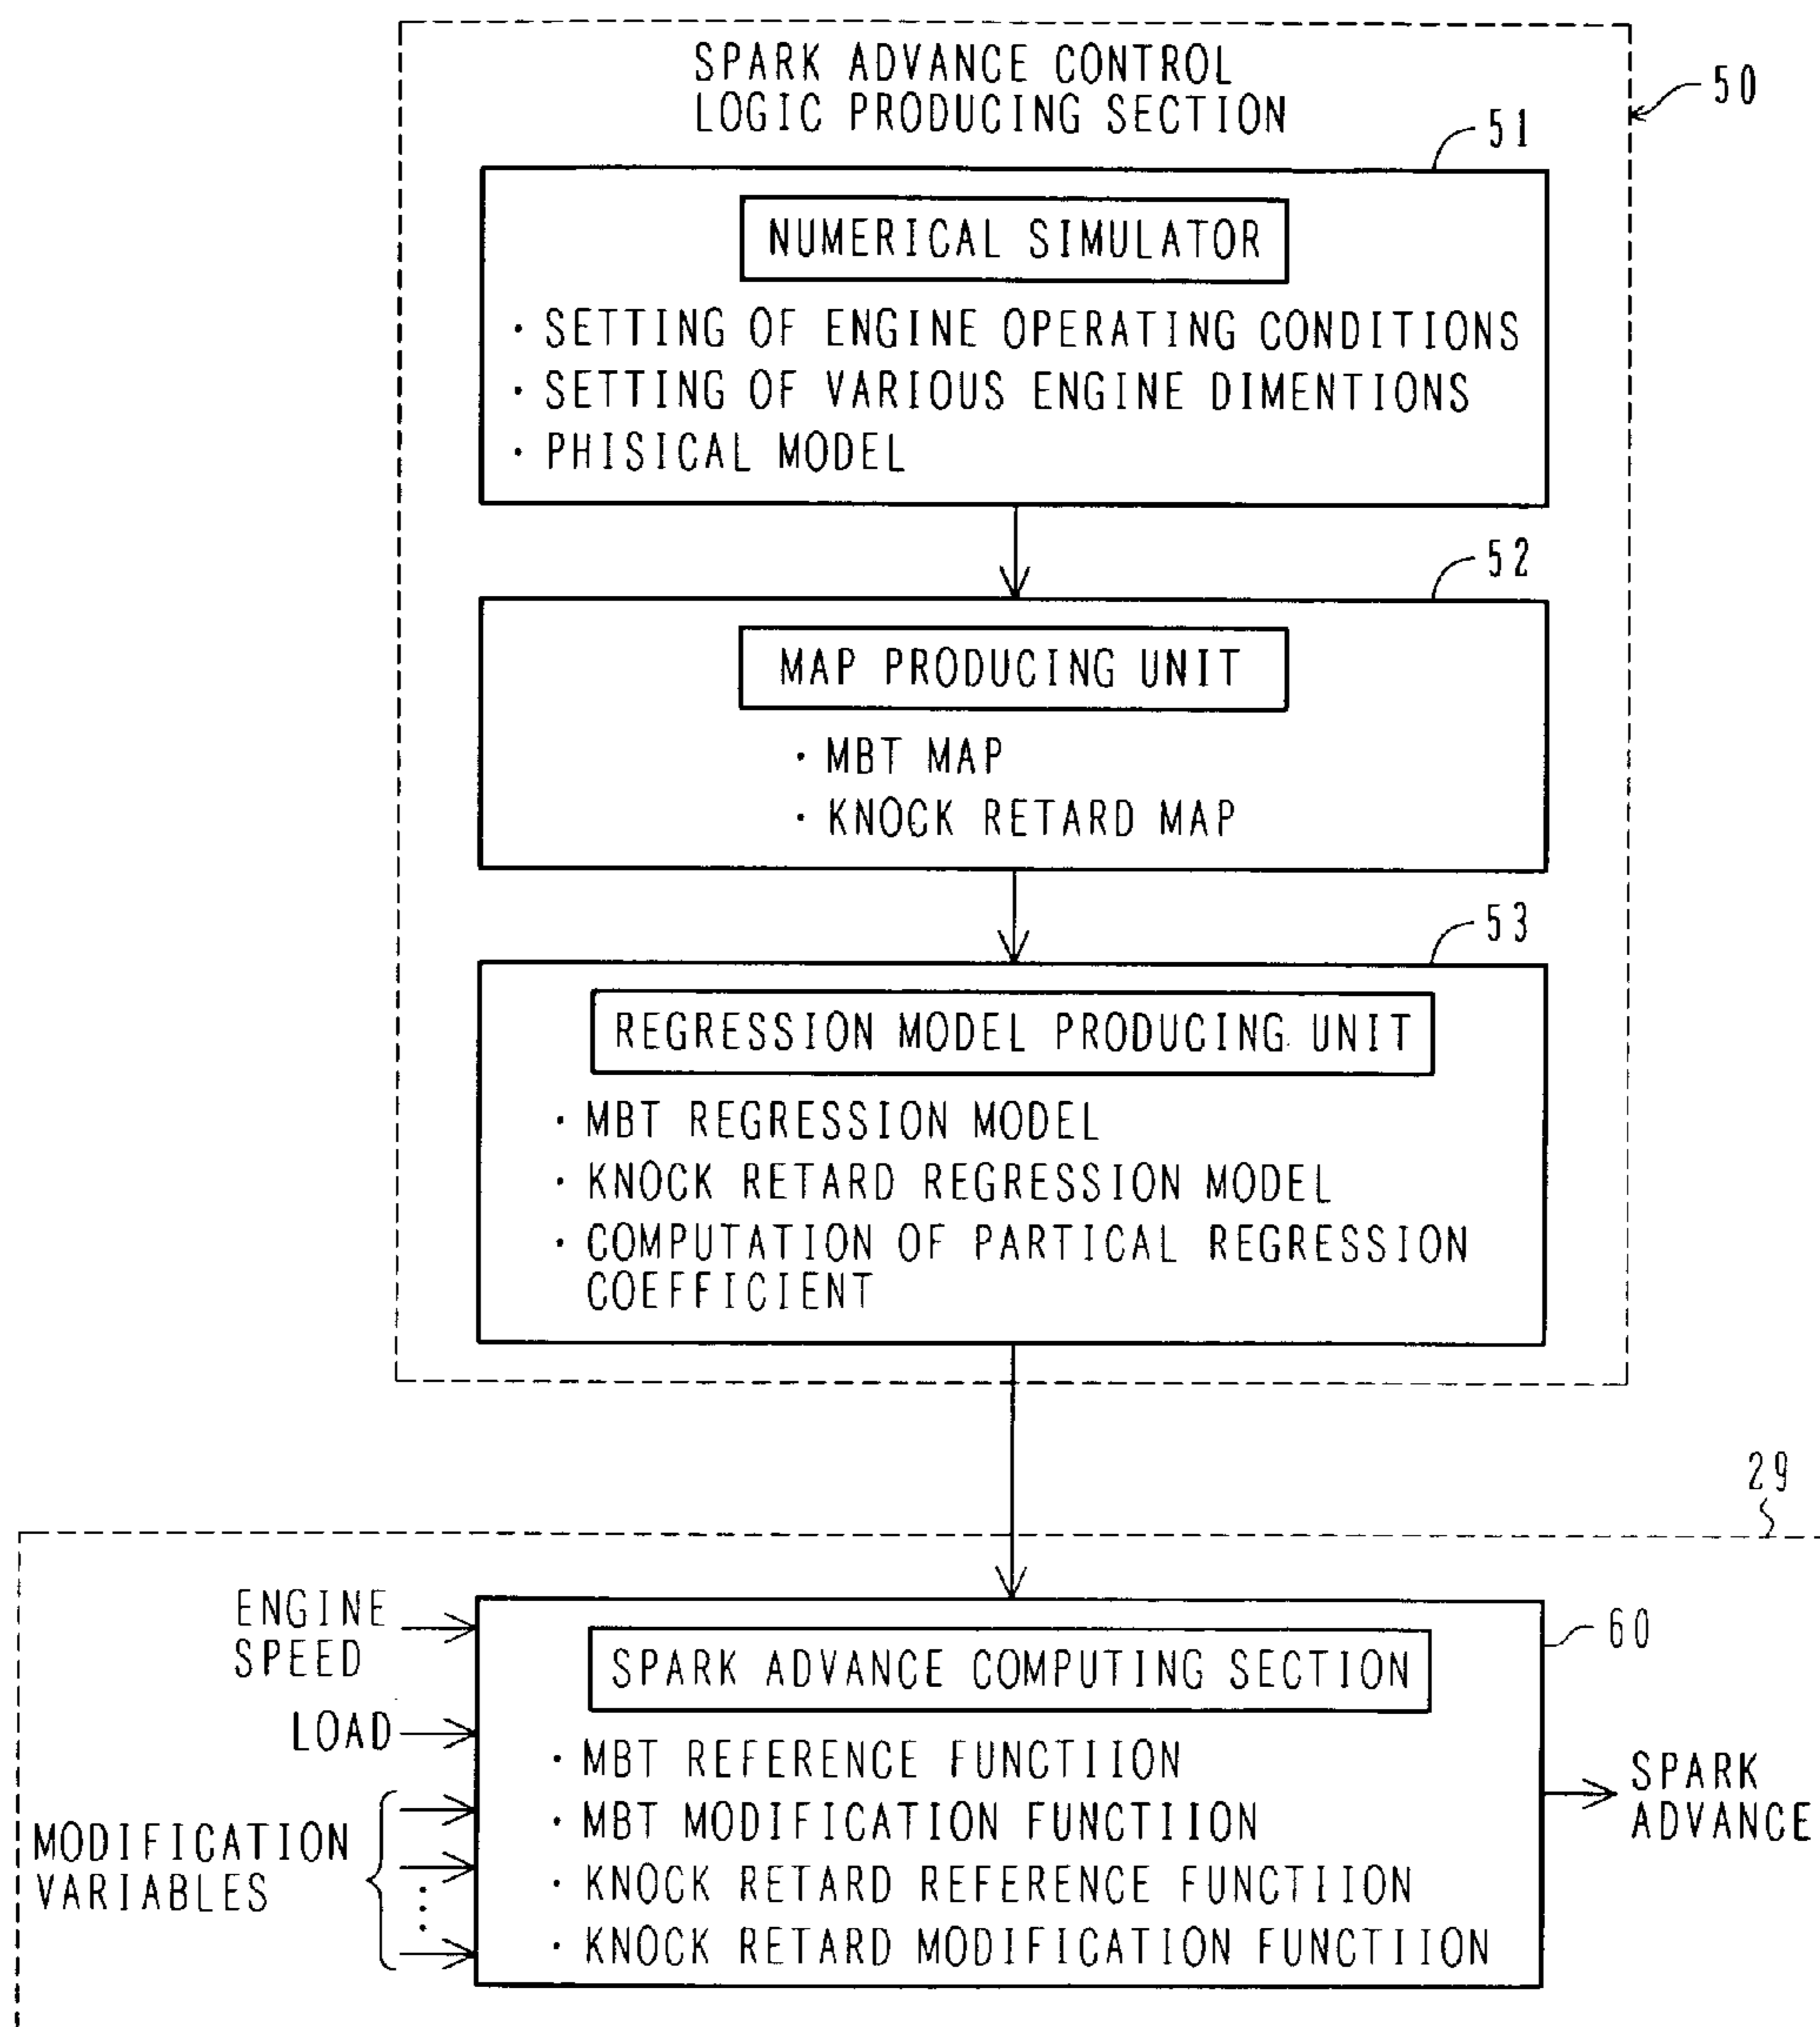 SPARK ADVANCE CONTROL
LOGIC PRODUCING SECTION
50
51
NUMERICAL SIMULATOR
· SETTING OF ENGINE OPERATING CONDITIONS
· SETTING OF VARIOUS ENGINE DIMENTIONS
· PHISICAL MODEL
52
MAP PRODUCING UNIT
· MBT MAP
· KNOCK RETARD MAP
53
REGRESSION MODEL PRODUCING UNIT
· MBT REGRESSION MODEL
· KNOCK RETARD REGRESSION MODEL
· COMPUTATION OF PARTICAL REGRESSION
COEFFICIENT
29
ENGINE
SPEED
LOAD
MODIFICATION
VARIABLES
60
SPARK ADVANCE COMPUTING SECTION
· MBT REFERENCE FUNCTIION
· MBT MODIFICATION FUNCTIION
· KNOCK RETARD REFERENCE FUNCTIION
· KNOCK RETARD MODIFICATION FUNCTIION
SPARK
ADVANCE